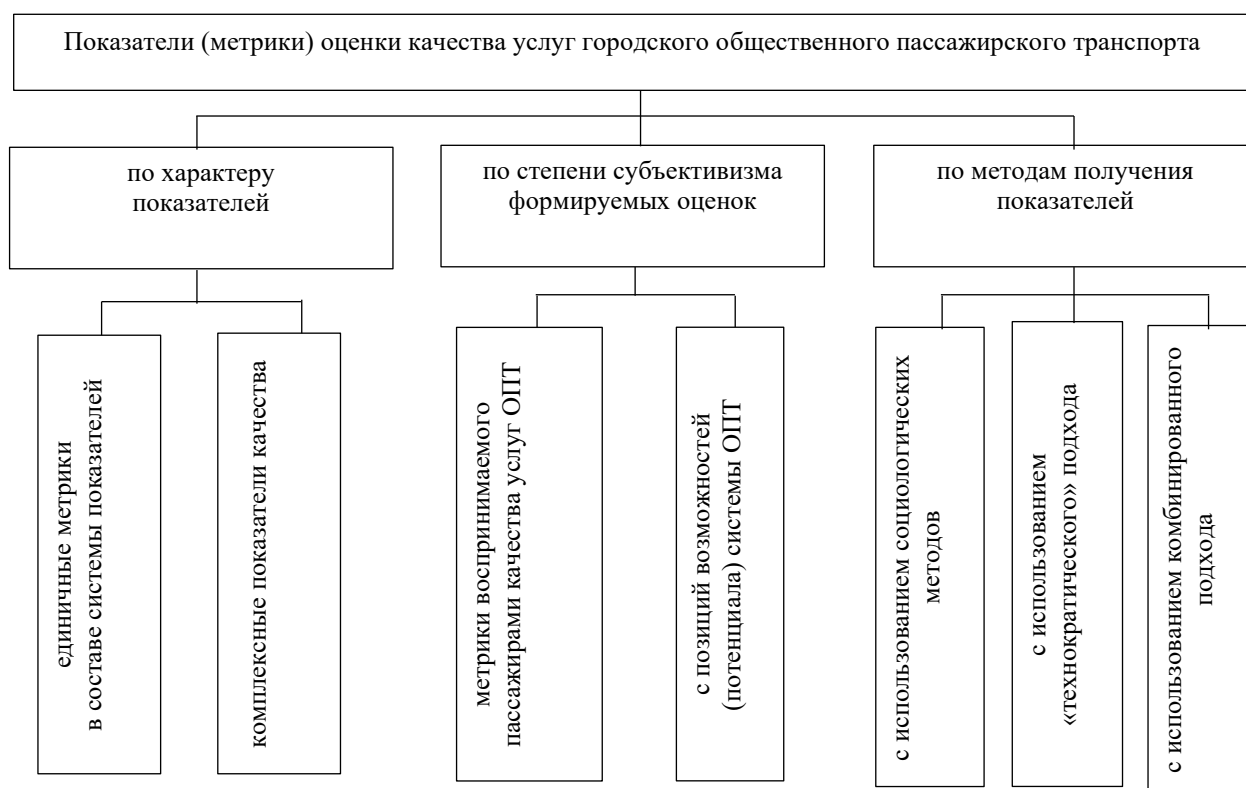 Показатели (метрики) оценки качества услуг городского общественного пассажирского транспорта
по характеру
показателей
по степени субъективизма
формируемых оценок
по методам получения
показателей
единичные метрики
в составе системы показателей
комплексные показатели качества
метрики воспринимаемого
пассажирами качества услуг ОПТ
с позиций возможностей
(потенциала) системы ОПТ
с использованием социологических
методов
с использованием
«технократического» подхода
с использованием комбинированного
подхода